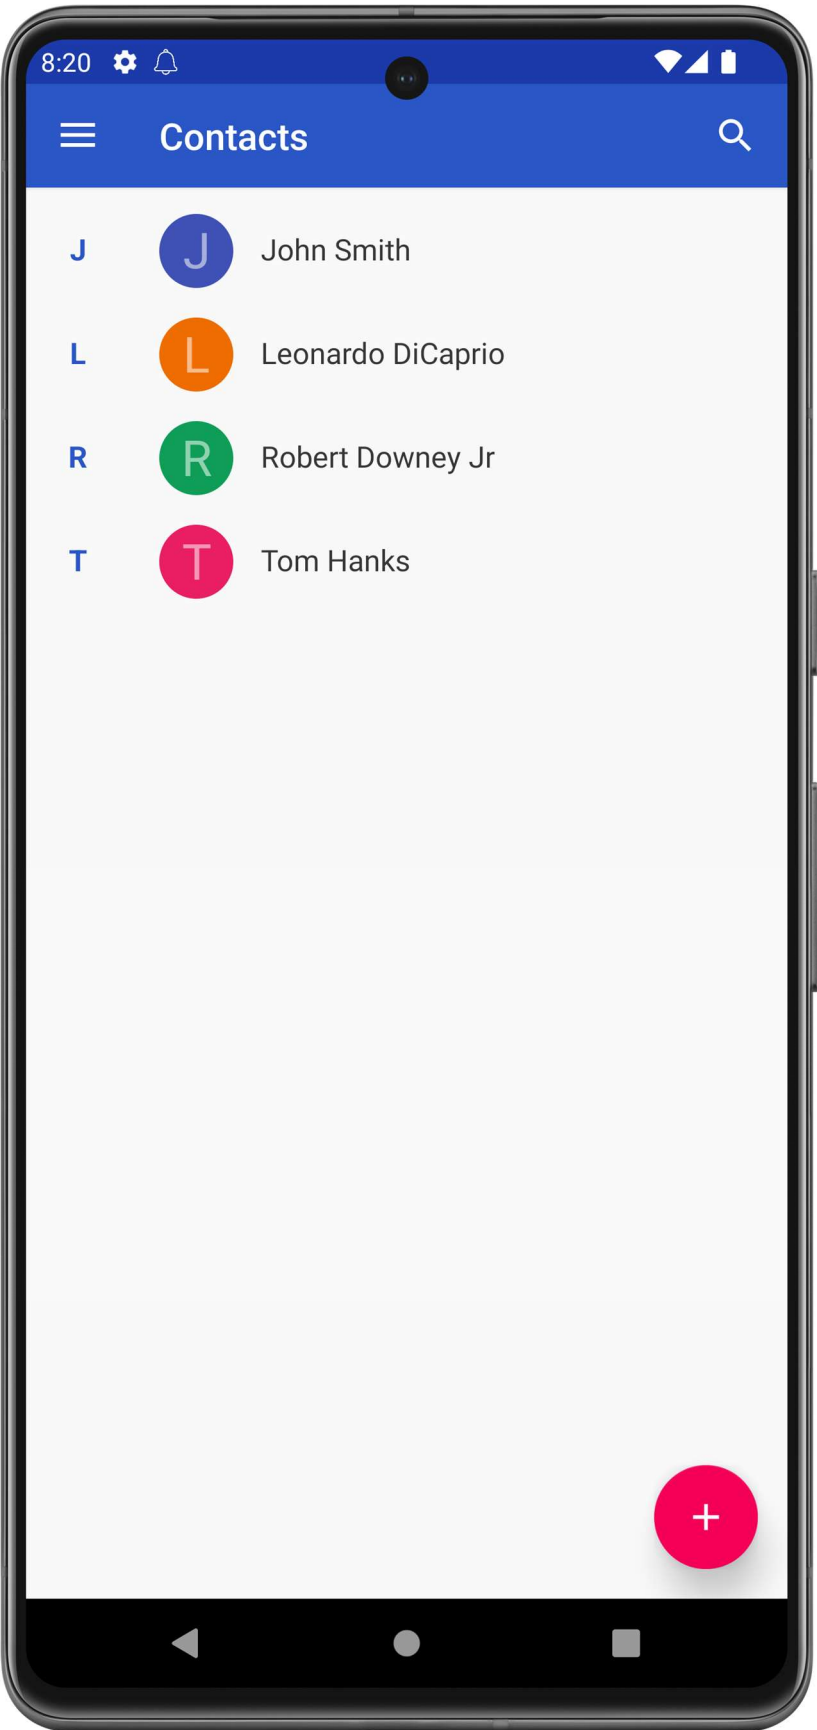 8:20
Contacts
J J John Smith
L L Leonardo DiCaprio
R R Robert Downey Jr
T T Tom Hanks